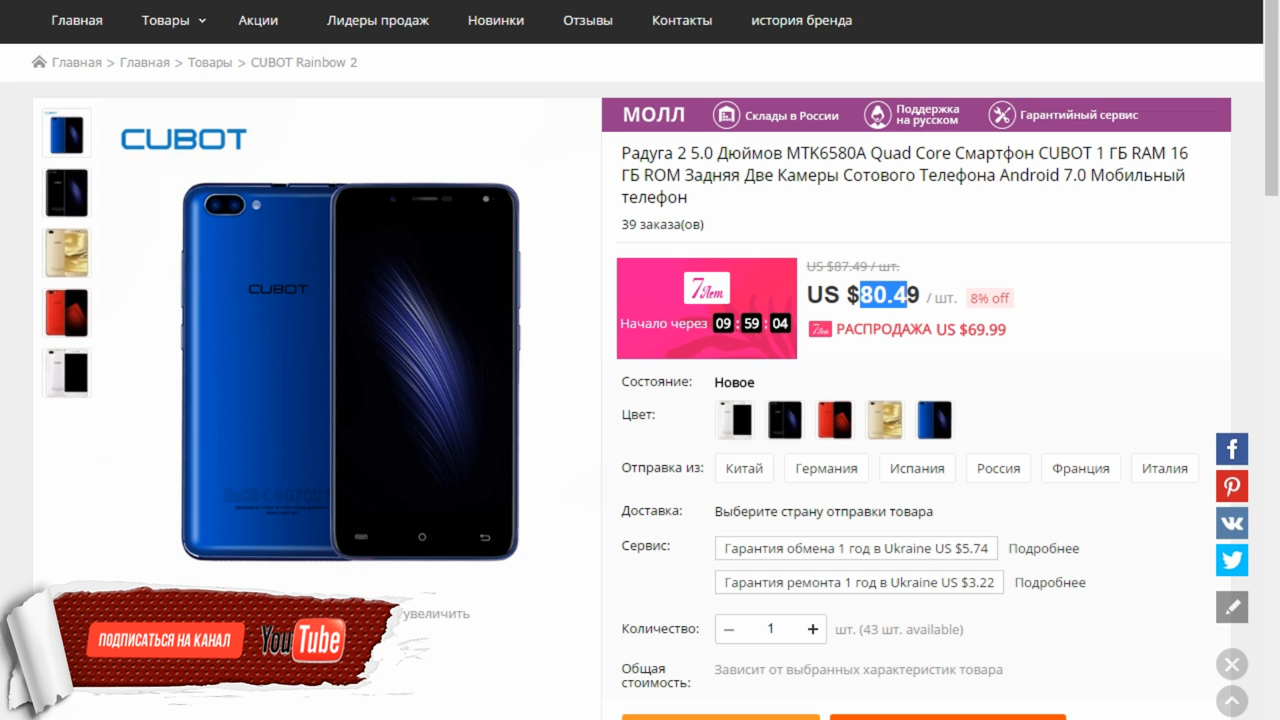 Главная Товары Акции Лидеры продаж Новинки Отзывы Контакты история бренда
Главная > Главная > Товары > CUBOT Rainbow 2
CUBOT
CUBOT
МОЛЛ Склады в России Поддержка на русском Гарантийный сервис
Радуга 2 5.0 Дюймов MTK6580A Quad Core Смартфон CUBOT 1 ГБ RAM 16
ГБ ROM Задняя Две Камеры Сотового Телефона Android 7.0 Мобильный
телефон
39 заказа(ов)
7 Лет
Начало через 09 : 59 : 04
US $87.49 / шт.
US $80.49 / шт. 8% off
7 Лет РАСПРОДАЖА US $69.99
Состояние: Новое
Цвет:
Отправка из: Китай Германия Испания Россия Франция Италия
Доставка: Выберите страну отправки товара
Сервис: Гарантия обмена 1 год в Ukraine US $5.74 Подробнее
Гарантия ремонта 1 год в Ukraine US $3.22 Подробнее
Количество: – 1 + шт. (43 шт. available)
Общая
стоимость: Зависит от выбранных характеристик товара
увеличить
ПОДПИСАТЬСЯ НА КАНАЛ YouTube